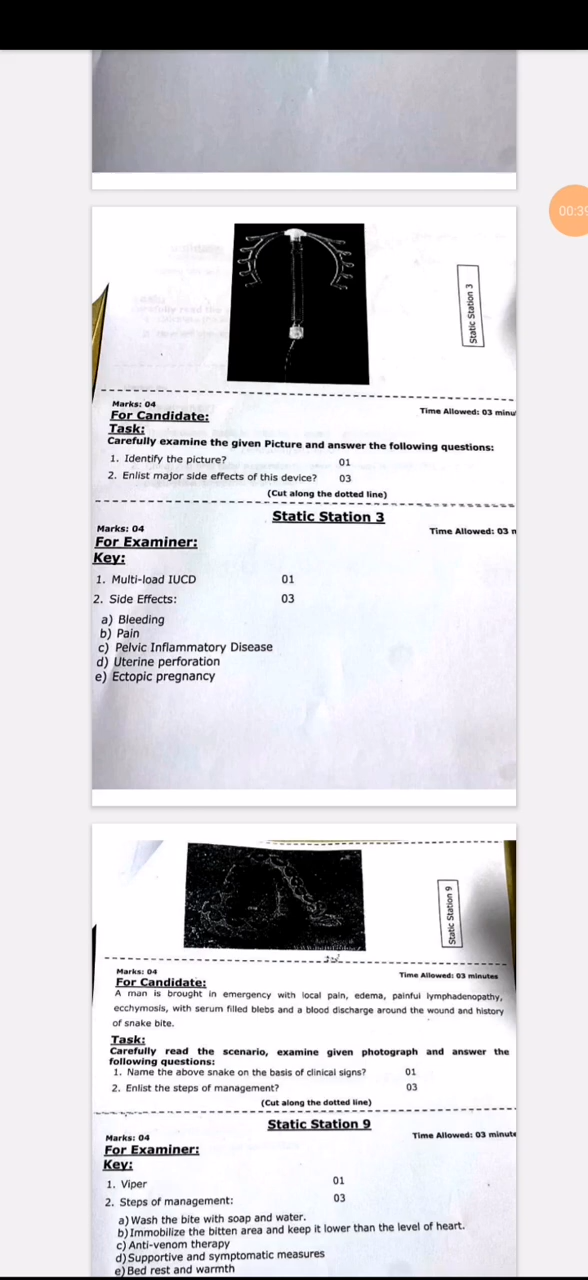 00:39
Static Station 3
Marks: 04
Time Allowed: 03 minu
For Candidate:
Task:
Carefully examine the given Picture and answer the following questions:
1. Identify the picture? 01
2. Enlist major side effects of this device? 03
(Cut along the dotted line)
Static Station 3
Marks: 04
Time Allowed: 03 m
For Examiner:
Key:
1. Multi-load IUCD 01
2. Side Effects: 03
a) Bleeding
b) Pain
c) Pelvic Inflammatory Disease
d) Uterine perforation
e) Ectopic pregnancy
Static Station 9
Marks: 04
Time Allowed: 03 minutes
For Candidate:
A man is brought in emergency with local pain, edema, painful lymphadenopathy,
ecchymosis, with serum filled blebs and a blood discharge around the wound and history
of snake bite.
Task:
Carefully read the scenario, examine given photograph and answer the
following questions:
1. Name the above snake on the basis of clinical signs? 01
2. Enlist the steps of management? 03
(Cut along the dotted line)
Static Station 9
Marks: 04
Time Allowed: 03 minute
For Examiner:
Key:
1. Viper 01
2. Steps of management: 03
a) Wash the bite with soap and water.
b) Immobilize the bitten area and keep it lower than the level of heart.
c) Anti-venom therapy
d) Supportive and symptomatic measures
e) Bed rest and warmth